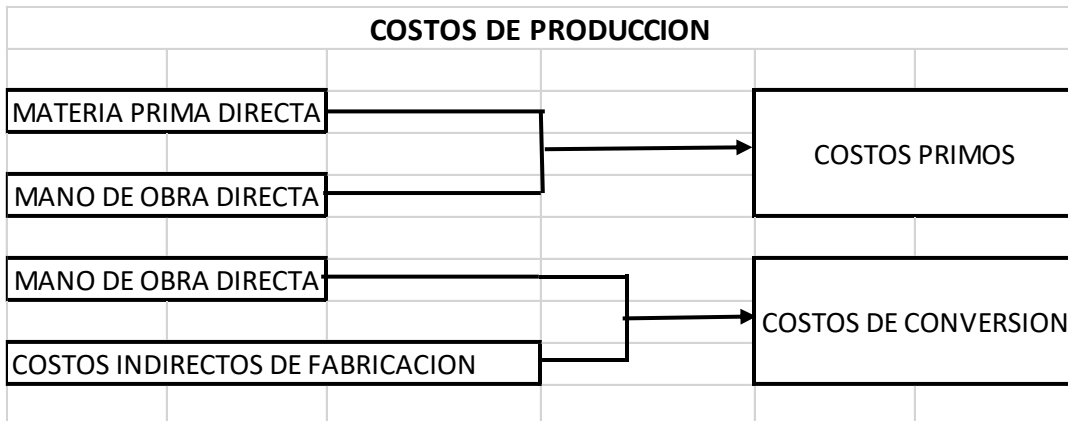 COSTOS DE PRODUCCION
MATERIA PRIMA DIRECTA
COSTOS PRIMOS
MANO DE OBRA DIRECTA
MANO DE OBRA DIRECTA
COSTOS DE CONVERSION
COSTOS INDIRECTOS DE FABRICACION